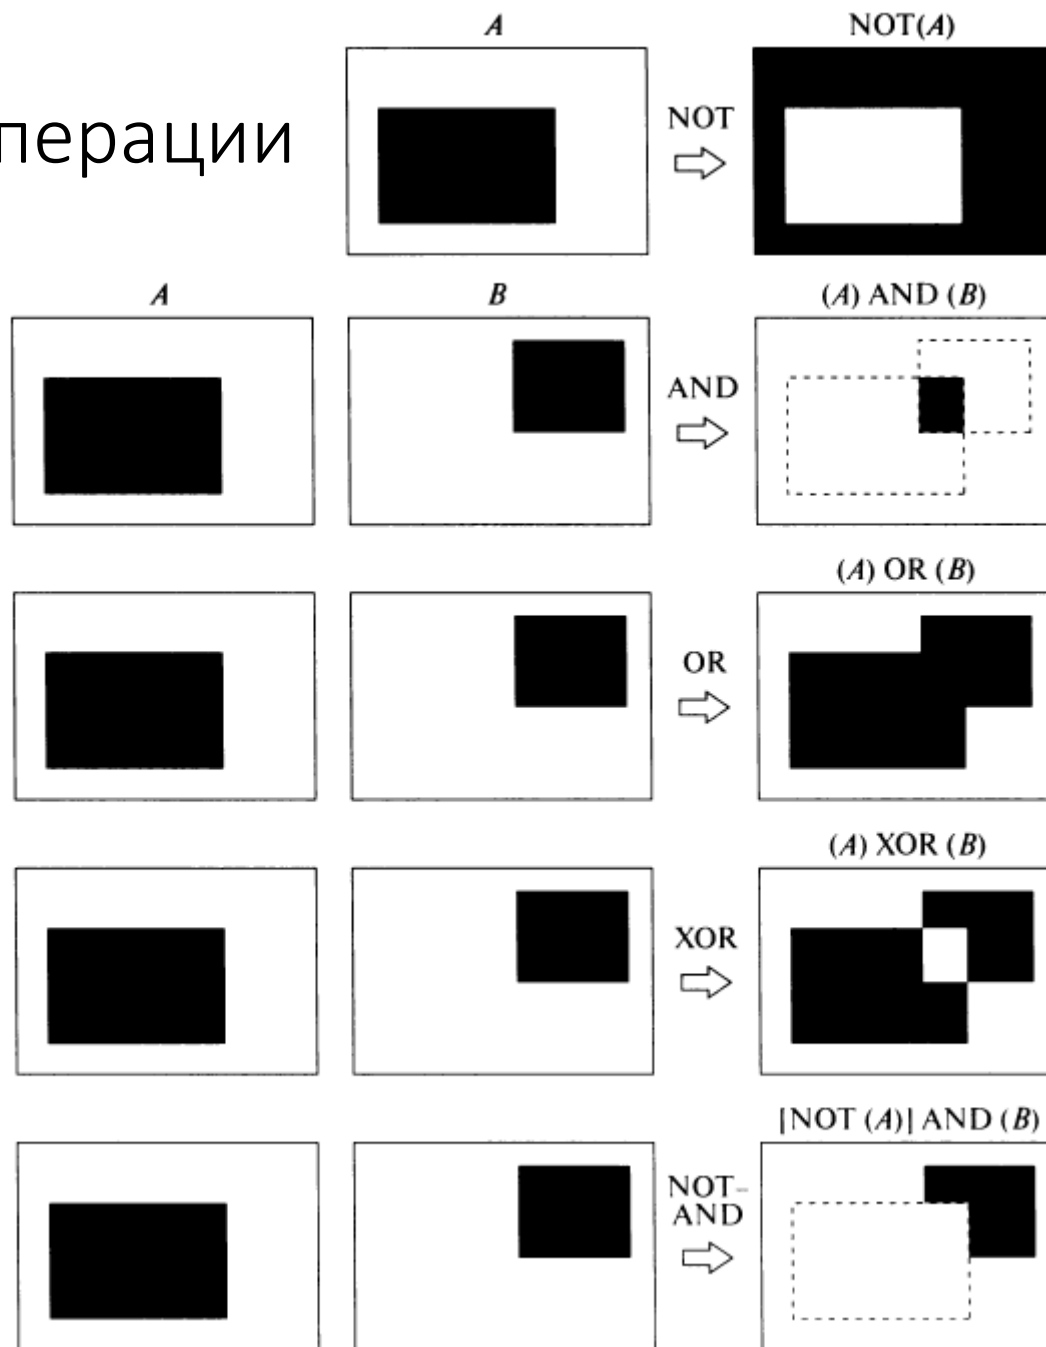 A NOT(A)
перации
NOT
A B (A) AND (B)
AND
(A) OR (B)
OR
(A) XOR (B)
XOR
[NOT (A)] AND (B)
NOT-
AND